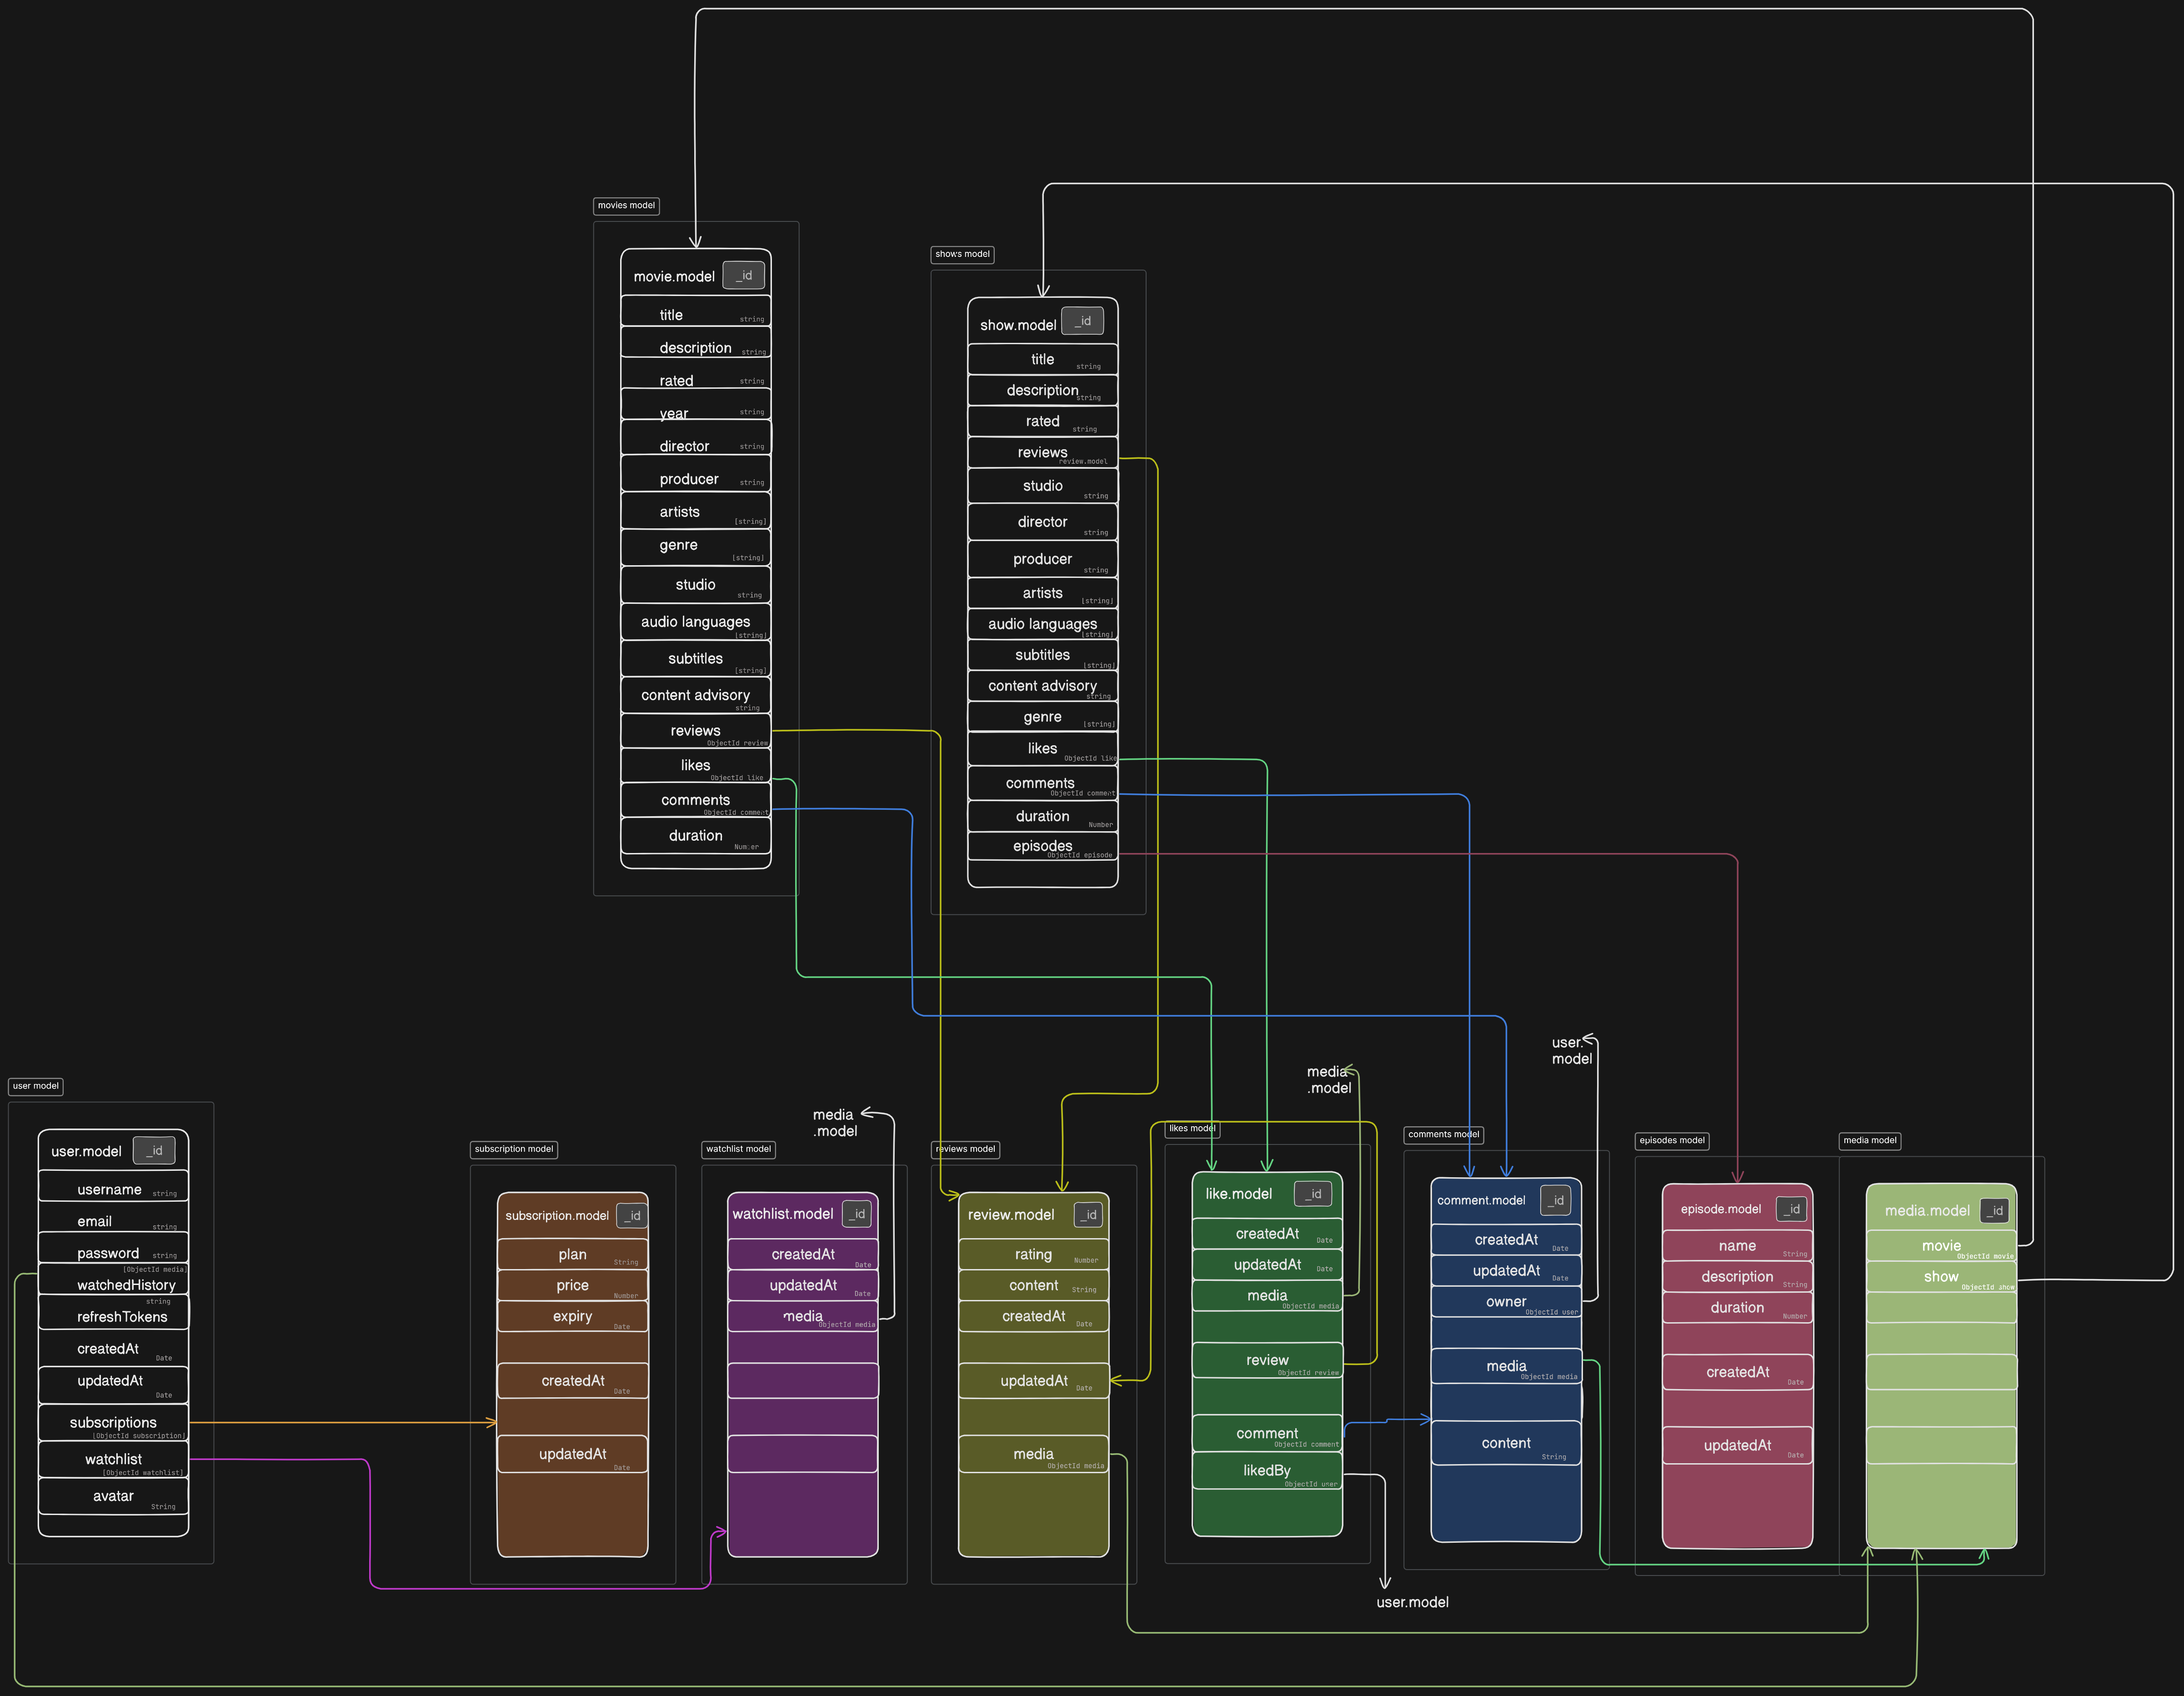 movies model
movie.model
_id
title
string
description
string
rated
string
year
string
director
string
producer
string
artists
[string]
genre
[string]
studio
string
audio languages
[string]
subtitles
[string]
content advisory
string
reviews
ObjectId review
likes
ObjectId like
comments
ObjectId comment
duration
Number
shows model
show.model
_id
title
string
description
string
rated
string
reviews
review.model
studio
string
director
string
producer
string
artists
[string]
audio languages
[string]
subtitles
[string]
content advisory
string
genre
[string]
likes
ObjectId like
comments
ObjectId comment
duration
Number
episodes
ObjectId episode
user model
user.model
_id
username
string
email
string
password
string
[ObjectId media]
watchedHistory
string
refreshTokens
createdAt
Date
updatedAt
Date
subscriptions
[ObjectId subscription]
watchlist
[ObjectId watchlist]
avatar
String
subscription model
subscription.model
_id
plan
String
price
Number
expiry
Date
createdAt
Date
updatedAt
Date
media
.model
watchlist model
watchlist.model
_id
createdAt
Date
updatedAt
Date
media
ObjectId media
reviews model
review.model
_id
rating
Number
content
String
createdAt
Date
updatedAt
Date
media
ObjectId media
media
.model
likes model
like.model
_id
createdAt
Date
updatedAt
Date
media
ObjectId media
review
ObjectId review
comment
ObjectId comment
likedBy
ObjectId user
user.model
user.
model
comments model
comment.model
_id
createdAt
Date
updatedAt
Date
owner
ObjectId user
media
ObjectId media
content
String
episodes model
episode.model
_id
name
String
description
String
duration
Number
createdAt
Date
updatedAt
Date
media model
media.model
_id
movie
ObjectId movie
show
ObjectId show